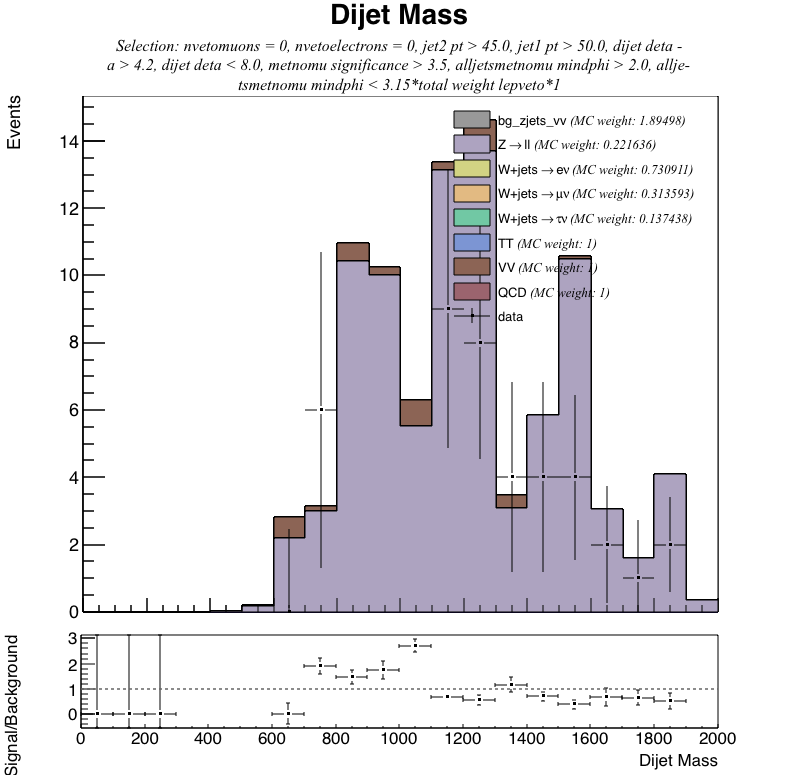 Dijet Mass
Selection: nvetomuons = 0, nvetoelectrons = 0, jet2 pt > 45.0, jet1 pt > 50.0, dijet deta -
a > 4.2, dijet deta < 8.0, metnomu significance > 3.5, alljetsmetnomu mindphi > 2.0, allje-
tsmetnomu mindphi < 3.15*total weight lepveto*1
Events
14
12
10
8
6
4
2
0
bg_zjets_vv (MC weight: 1.89498)
Z → ll (MC weight: 0.221636)
W+jets → eν (MC weight: 0.730911)
W+jets → μν (MC weight: 0.313593)
W+jets → τν (MC weight: 0.137438)
TT (MC weight: 1)
VV (MC weight: 1)
QCD (MC weight: 1)
data
Signal/Background
3
2
1
0
0 200 400 600 800 1000 1200 1400 1600 1800 2000
Dijet Mass